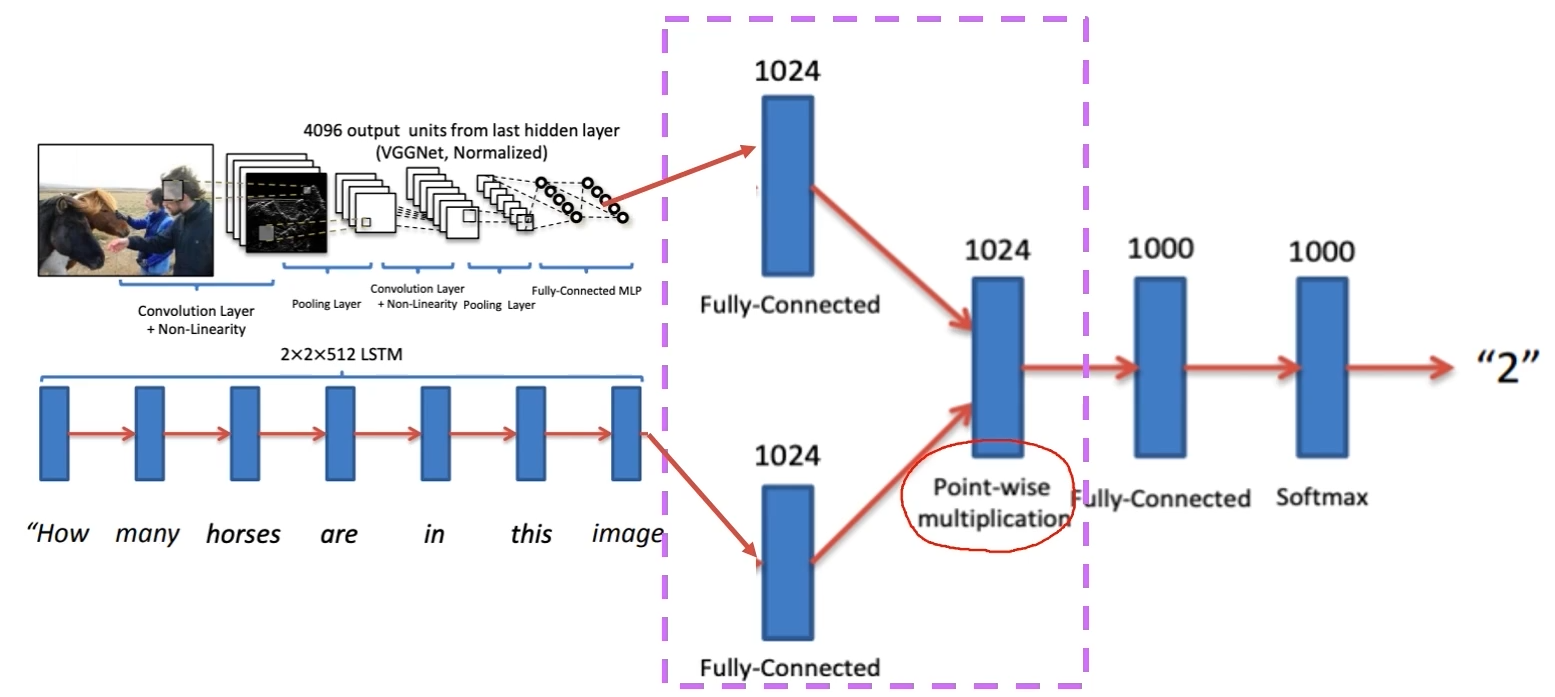 4096 output units from last hidden layer
(VGGNet, Normalized)
Convolution Layer
+ Non-Linearity
Pooling Layer
Convolution Layer
+ Non-Linearity
Pooling Layer
Fully-Connected MLP
2×2×512 LSTM
“How many horses are in this image
1024
Fully-Connected
1024
Fully-Connected
1024
Point-wise
multiplication
1000
Fully-Connected
1000
Softmax
“2”